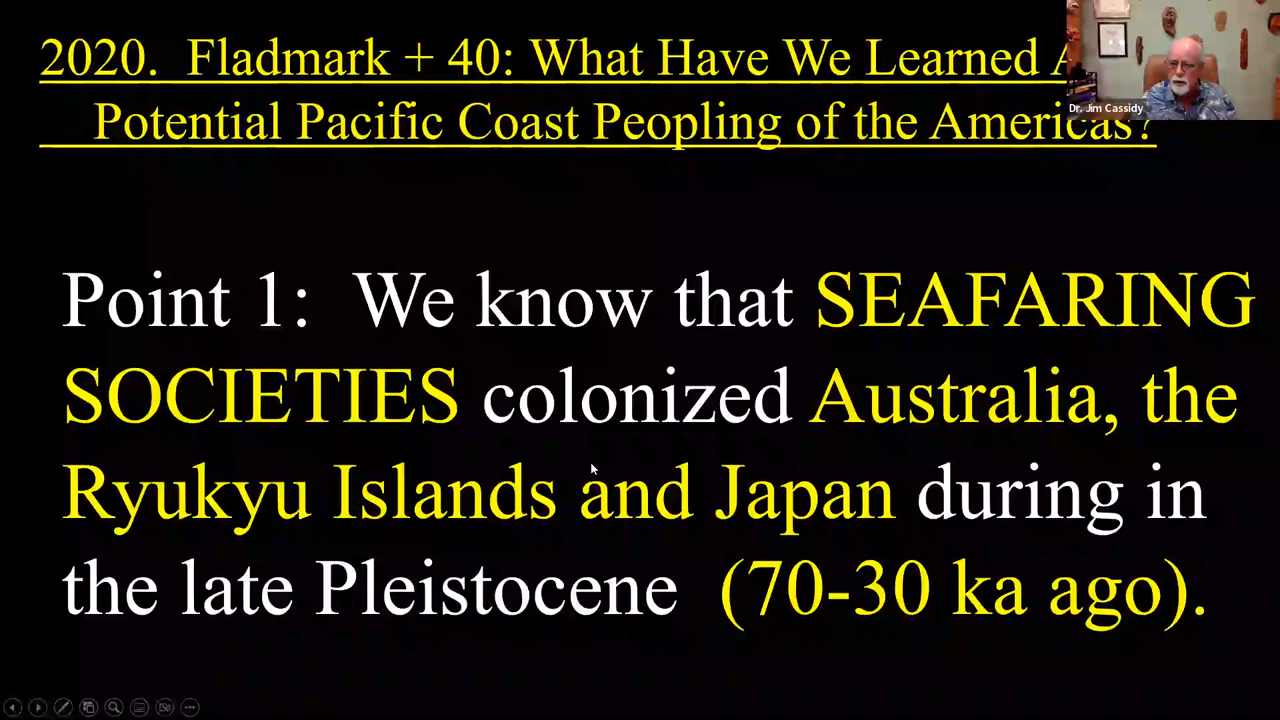 2020. Fladmark + 40: What Have We Learned
Potential Pacific Coast Peopling of the Americas?
Dr. Jim Cassidy
Point 1: We know that SEAFARING
SOCIETIES colonized Australia, the
Ryukyu Islands and Japan during in
the late Pleistocene (70-30 ka ago).